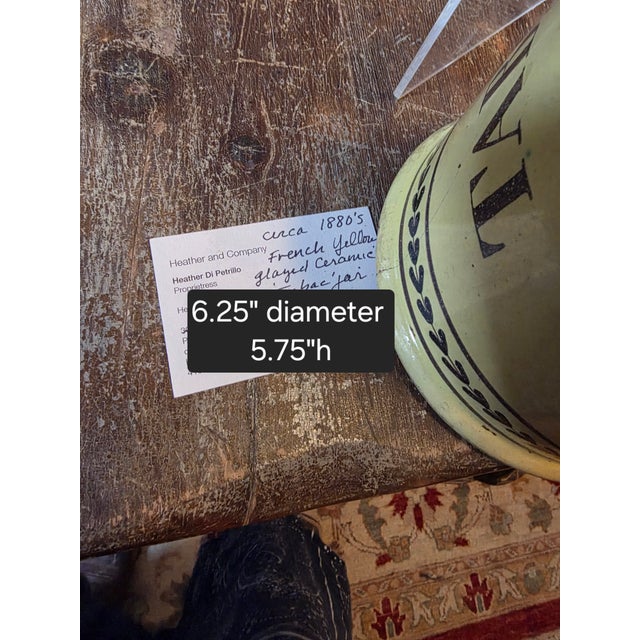 circa 1880's
Heather and Company
French Yellow
glazed Ceramic
Heather Di Petrillo
Proprietress
jar
6.25" diameter
5.75"h
TA